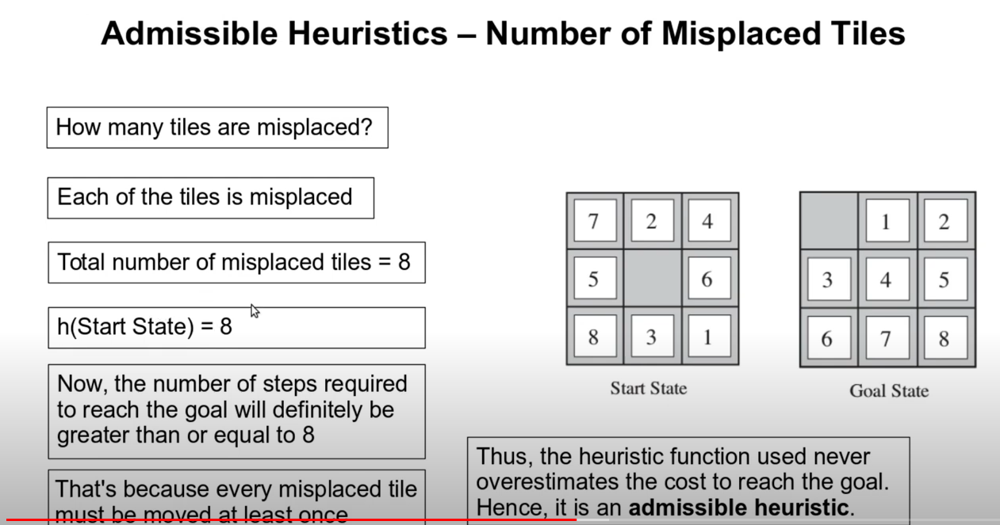 Admissible Heuristics – Number of Misplaced Tiles
How many tiles are misplaced?
Each of the tiles is misplaced
Total number of misplaced tiles = 8
h(Start State) = 8
Now, the number of steps required
to reach the goal will definitely be
greater than or equal to 8
That's because every misplaced tile
must be moved at least once
7 2 4
5 6
8 3 1
Start State
1 2
3 4 5
6 7 8
Goal State
Thus, the heuristic function used never
overestimates the cost to reach the goal.
Hence, it is an admissible heuristic.